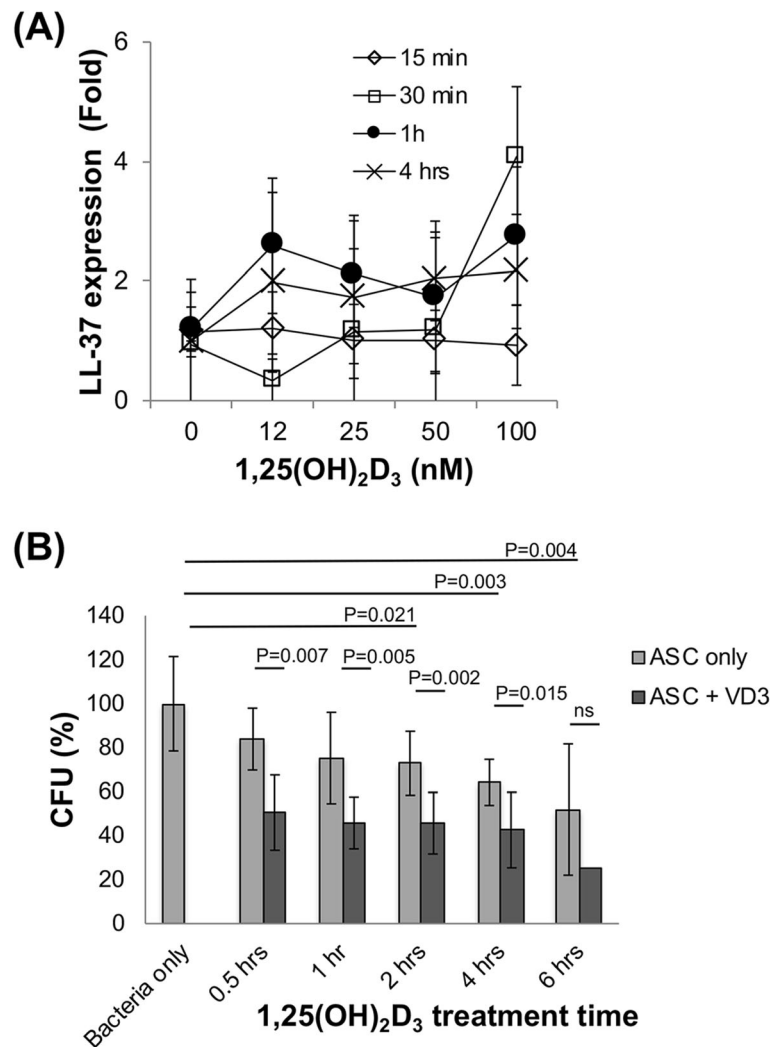 (A)
6
4
2
0
LL-37 expression (Fold)
15 min
30 min
1h
4 hrs
0 12 25 50 100
1,25(OH)₂D₃ (nM)
(B)
P=0.004
P=0.003
P=0.021
P=0.007
P=0.005
P=0.002
P=0.015
ns
140
120
100
80
60
40
20
0
CFU (%)
ASC only
ASC + VD3
Bacteria only
0.5 hrs
1 hr
2 hrs
4 hrs
6 hrs
1,25(OH)₂D₃ treatment time